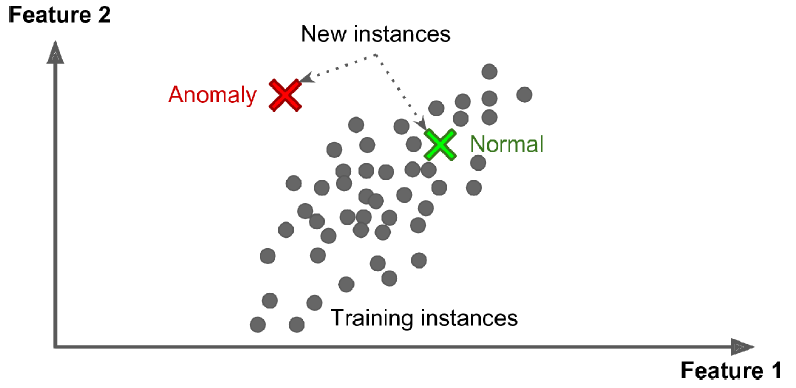 Feature 2
New instances
Anomaly
Normal
Training instances
Feature 1